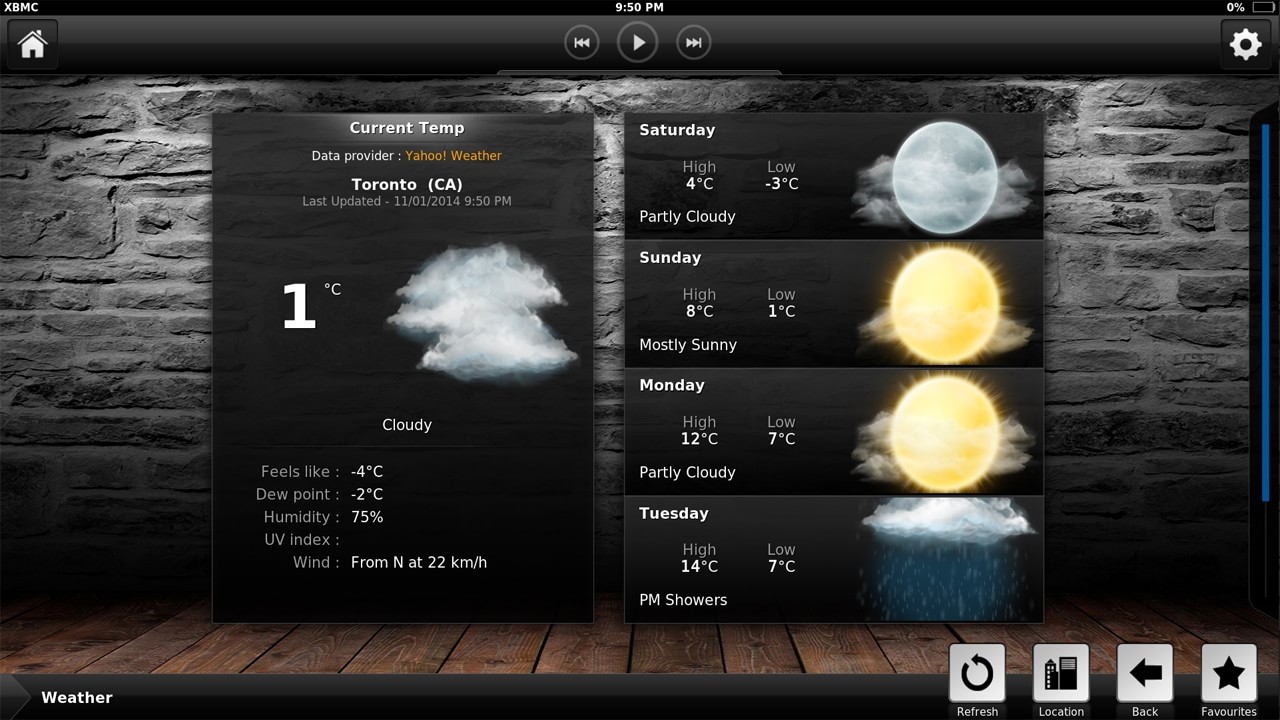 XBMC
9:50 PM
0%
Current Temp
Data provider : Yahoo! Weather
Toronto (CA)
Last Updated - 11/01/2014 9:50 PM
1 °C
Cloudy
Feels like : -4°C
Dew point : -2°C
Humidity : 75%
UV index :
Wind : From N at 22 km/h
Saturday
High Low
4°C -3°C
Partly Cloudy
Sunday
High Low
8°C 1°C
Mostly Sunny
Monday
High Low
12°C 7°C
Partly Cloudy
Tuesday
High Low
14°C 7°C
PM Showers
Weather
Refresh Location Back Favourites